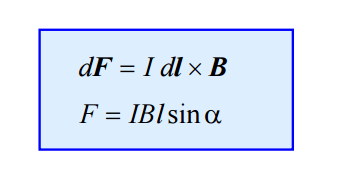 dF = I dl × B
F = IBl sin α